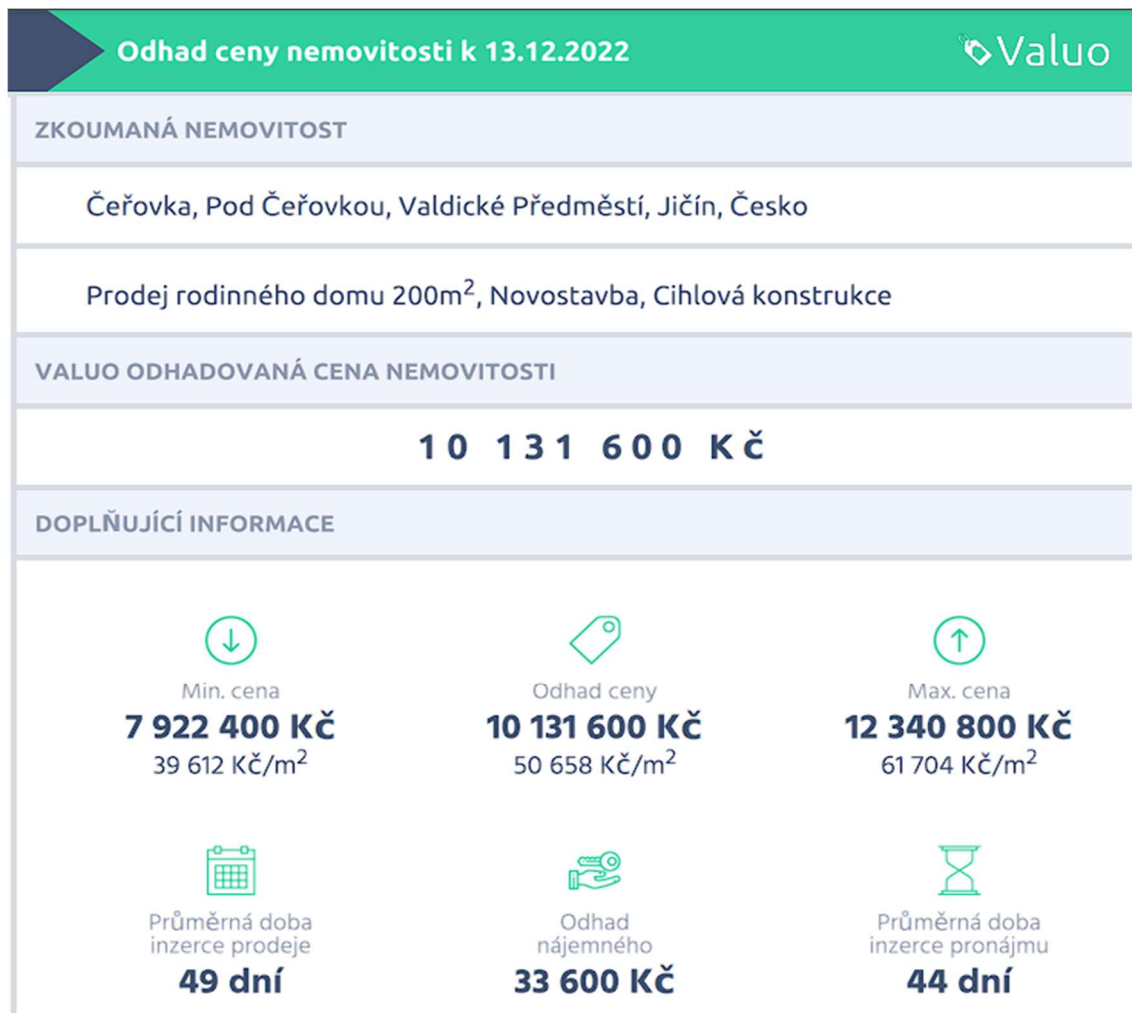 Odhad ceny nemovitosti k 13.12.2022
Valuo
ZKOUMANÁ NEMOVITOST
Čeřovka, Pod Čeřovkou, Valdické Předměstí, Jičín, Česko
Prodej rodinného domu 200m², Novostavba, Cihlová konstrukce
VALUO ODHADOVANÁ CENA NEMOVITOSTI
10 131 600 Kč
DOPLŇUJÍCÍ INFORMACE
Min. cena
7 922 400 Kč
39 612 Kč/m²
Odhad ceny
10 131 600 Kč
50 658 Kč/m²
Max. cena
12 340 800 Kč
61 704 Kč/m²
Průměrná doba
inzerce prodeje
49 dní
Odhad
nájemného
33 600 Kč
Průměrná doba
inzerce pronájmu
44 dní